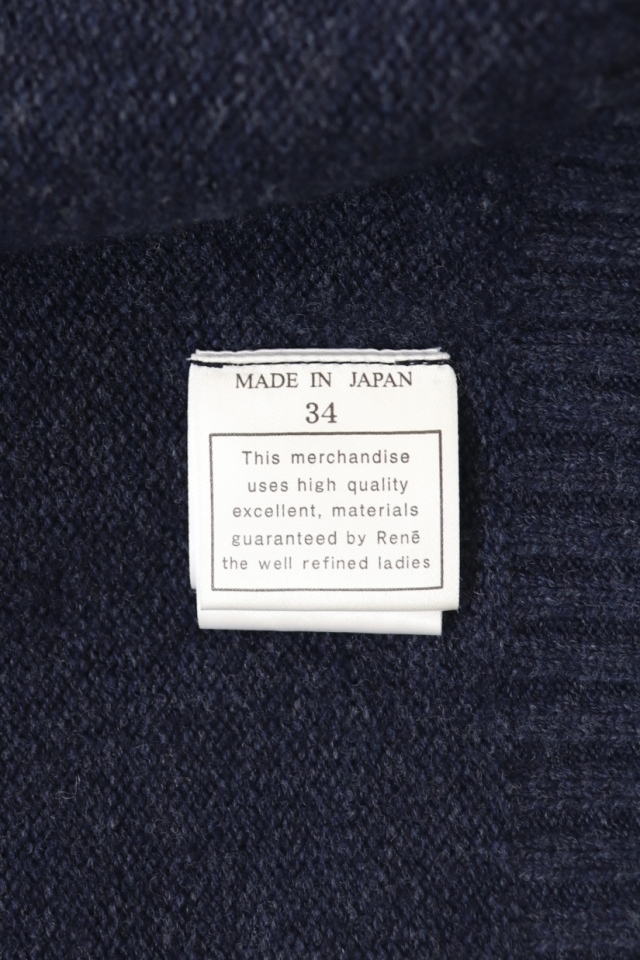 MADE IN JAPAN
34
This merchandise
uses high quality
excellent, materials
guaranteed by Renē
the well refined ladies